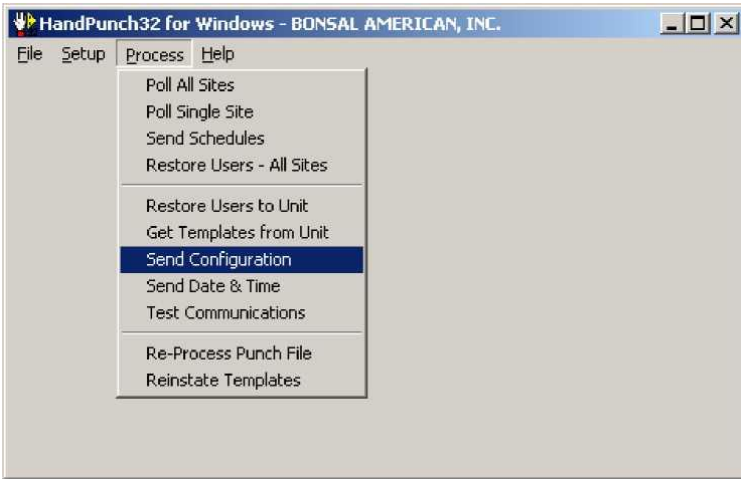 HandPunch32 for Windows - BONSAL AMERICAN, INC.
File Setup Process Help
Poll All Sites
Poll Single Site
Send Schedules
Restore Users - All Sites
Restore Users to Unit
Get Templates from Unit
Send Configuration
Send Date & Time
Test Communications
Re-Process Punch File
Reinstate Templates